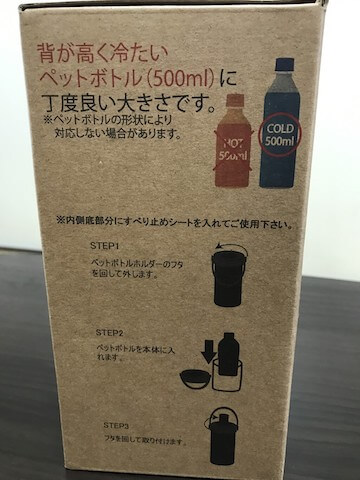 背が高く冷たい
ペットボトル(500ml)に
丁度良い大きさです。
※ペットボトルの形状により
対応しない場合があります。
HOT
500ml
COLD
500ml
※内側底部分にすべり止めシートを入れてご使用下さい。
STEP1
ペットボトルホルダーのフタ
を回して外します。
STEP2
ペットボトルを本体に入
れます。
STEP3
フタを回して取り付けます。